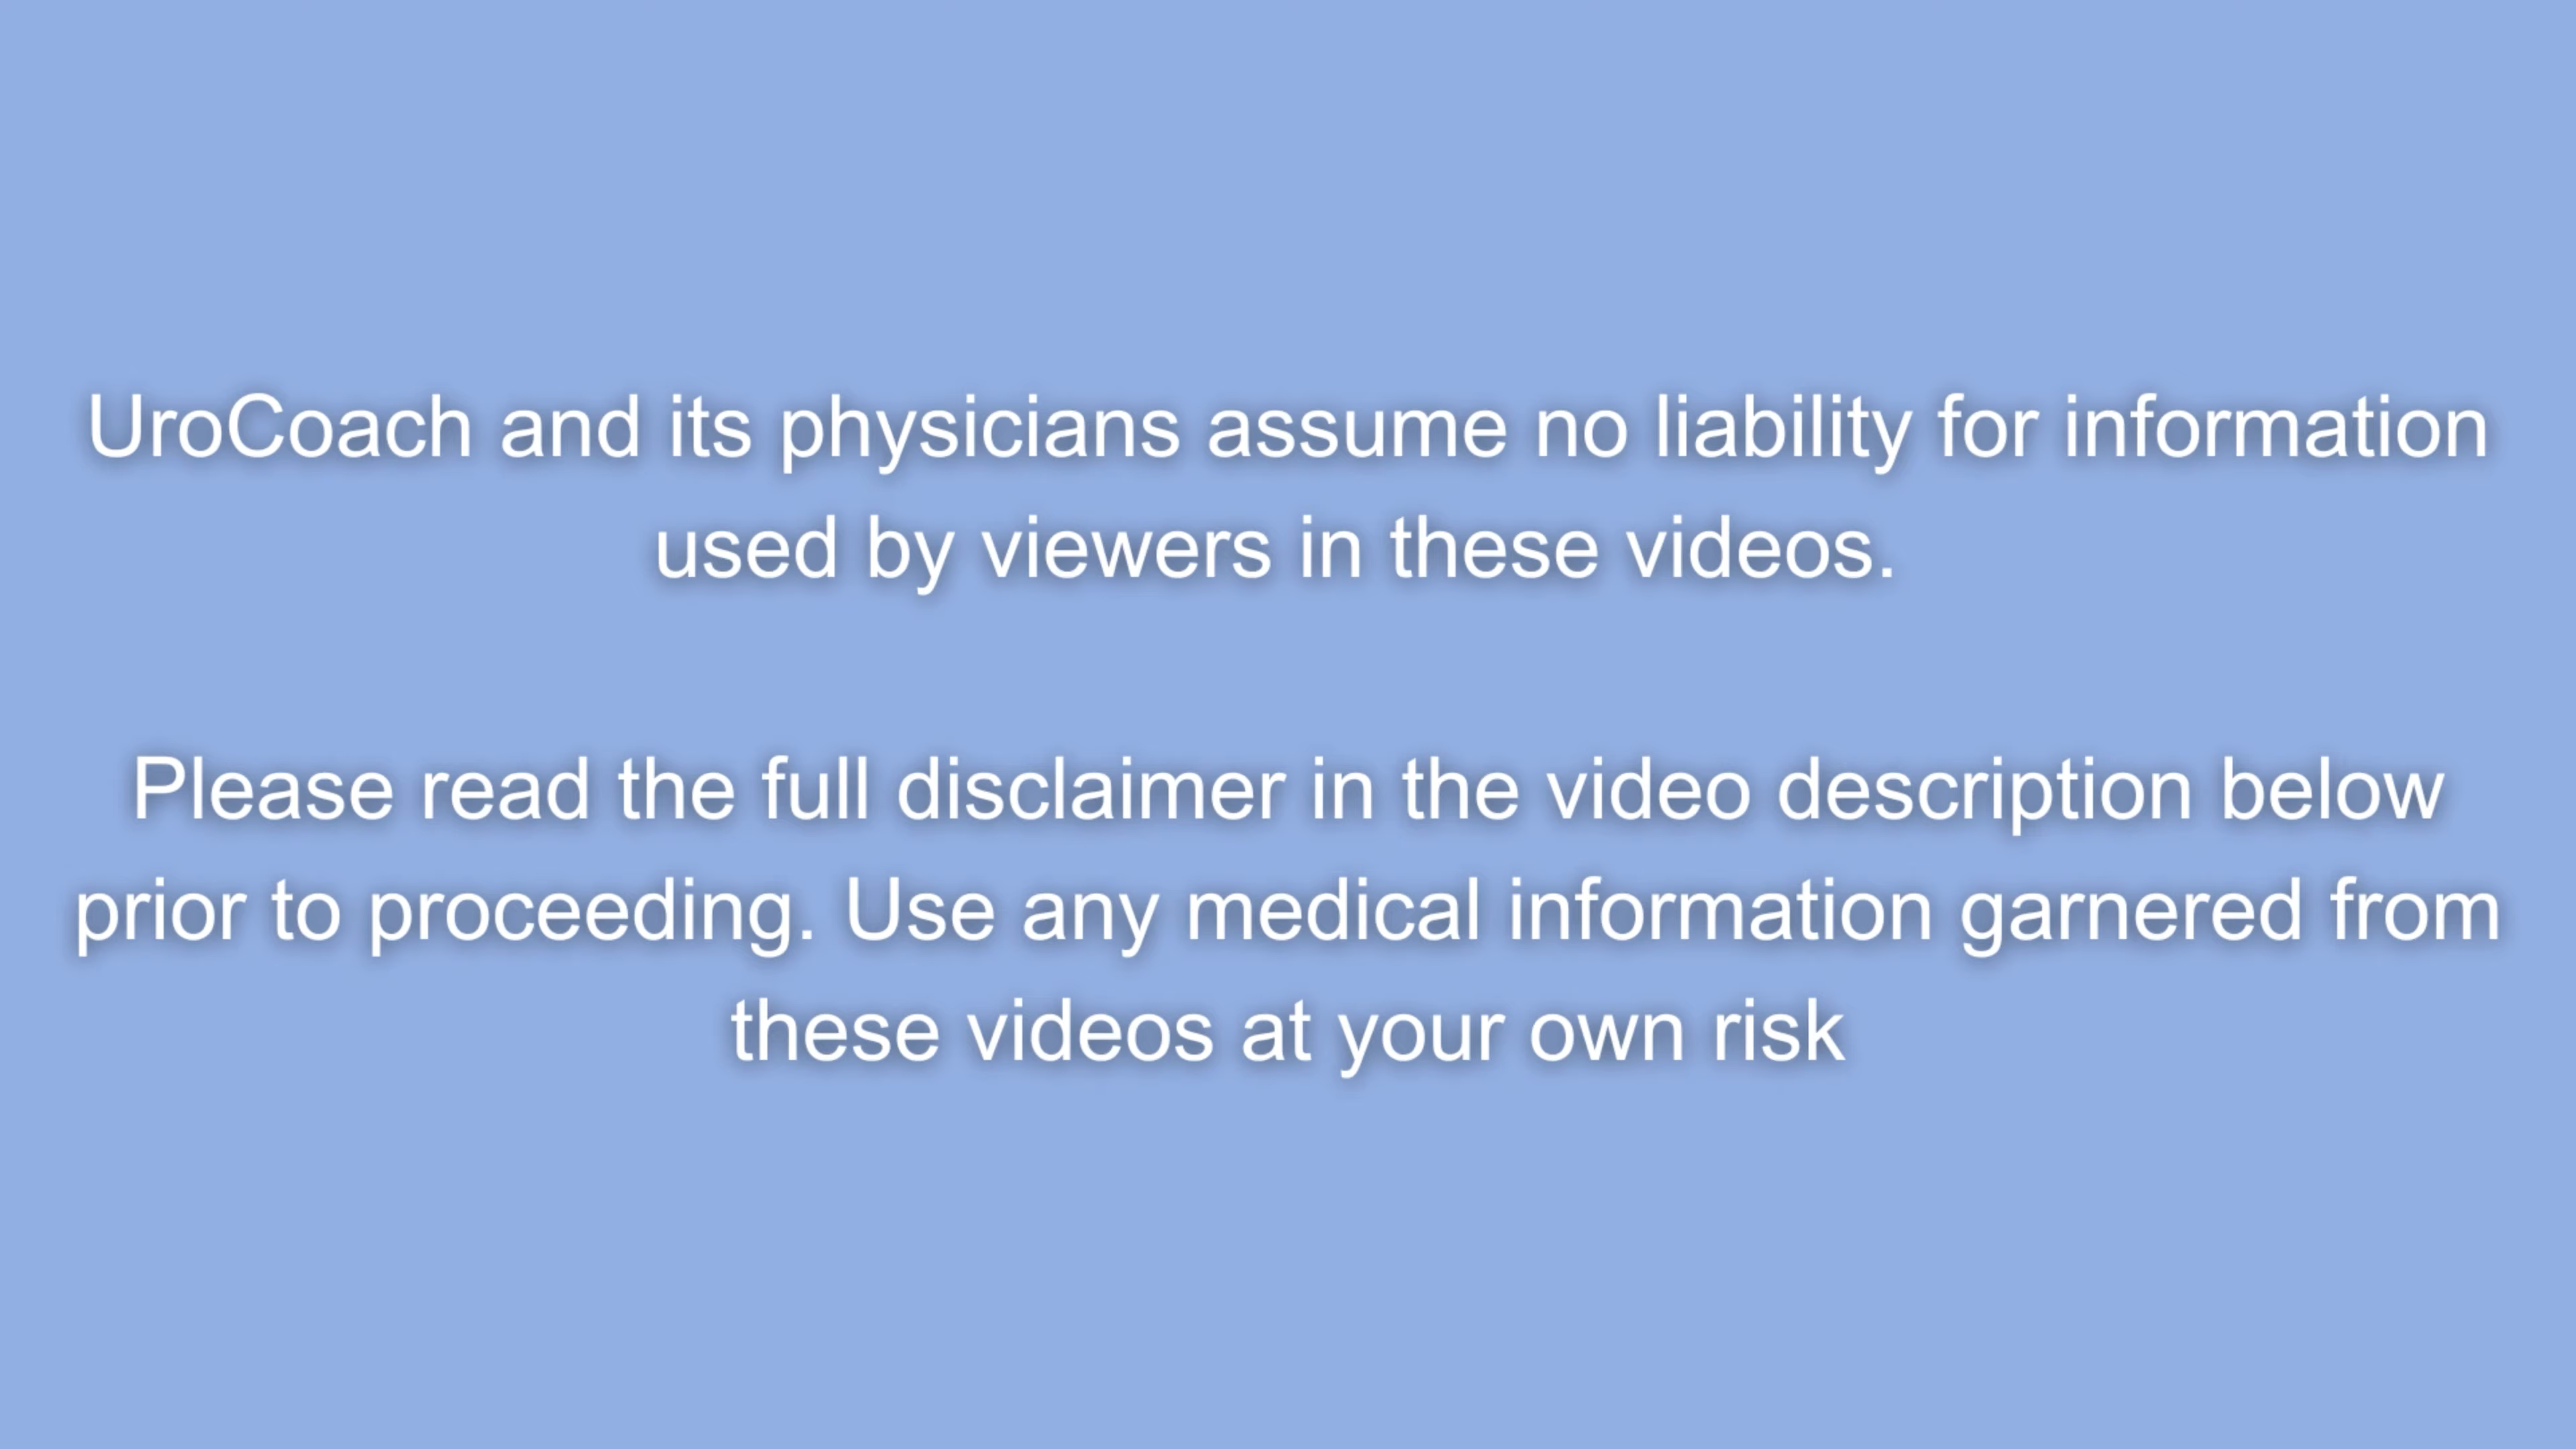 UroCoach and its physicians assume no liability for information
used by viewers in these videos.
Please read the full disclaimer in the video description below
prior to proceeding. Use any medical information garnered from
these videos at your own risk